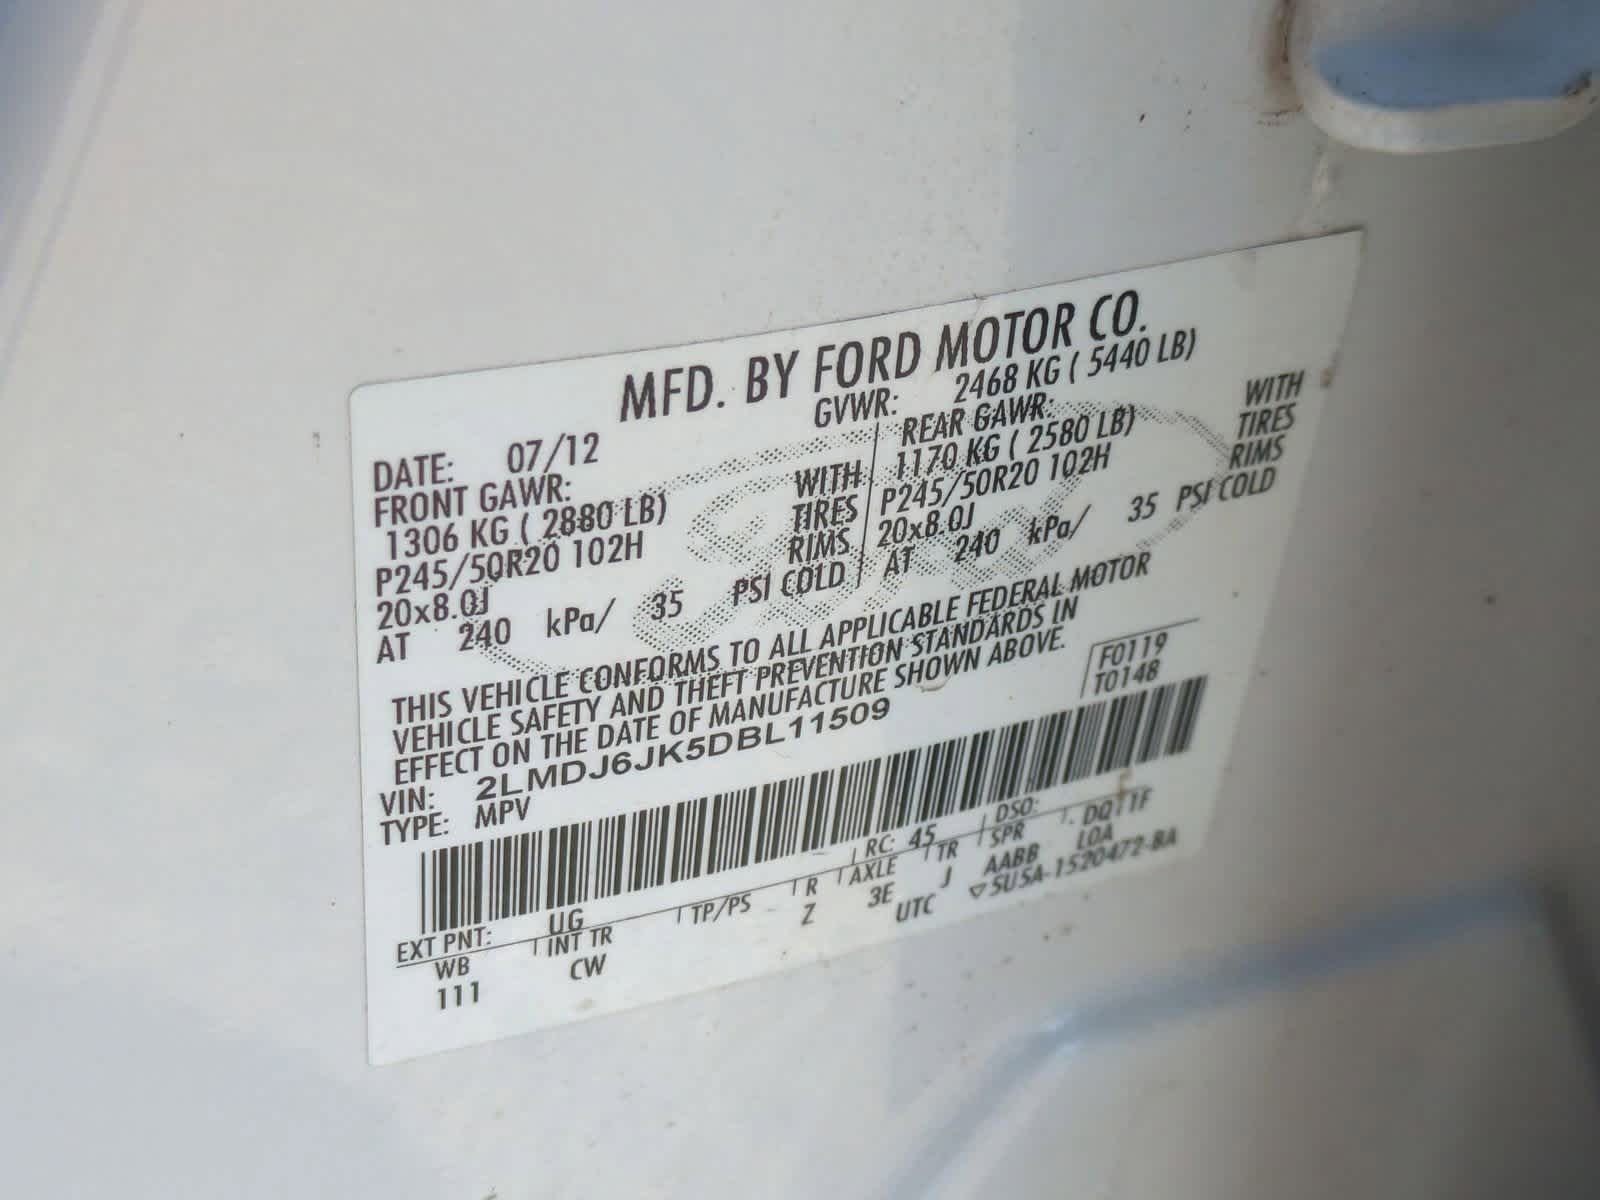 MFD. BY FORD MOTOR CO.
DATE: 07/12 GVWR: 2468 KG ( 5440 LB)
FRONT GAWR: REAR GAWR:
1306 KG ( 2880 LB) WITH 1170 KG ( 2580 LB) WITH
P245/50R20 102H TIRES P245/50R20 102H TIRES
20x8.0J RIMS 20x8.0J RIMS
AT 240 kPa/ 35 PSI COLD AT 240 kPa/ 35 PSI COLD
THIS VEHICLE CONFORMS TO ALL APPLICABLE FEDERAL MOTOR
VEHICLE SAFETY AND THEFT PREVENTION STANDARDS IN
EFFECT ON THE DATE OF MANUFACTURE SHOWN ABOVE.
F0119
T0148
VIN: 2LMDJ6JK5DBL11509
TYPE: MPV
EXT PNT: UG RC: 45 DSO:
WB INT TR TP/PS R AXLE TR SPR
111 CW Z 3E J AABB LOA
UTC ▽5U5A-1520472-BA